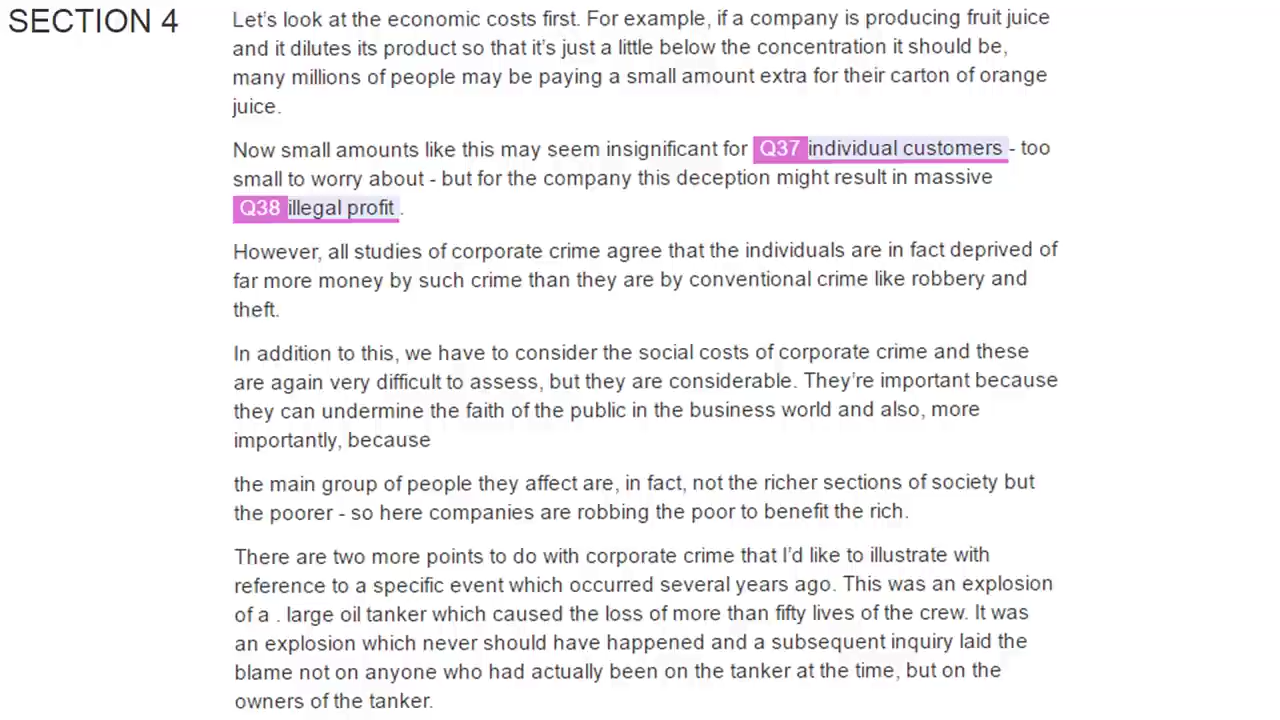 SECTION 4
Let's look at the economic costs first. For example, if a company is producing fruit juice
and it dilutes its product so that it's just a little below the concentration it should be,
many millions of people may be paying a small amount extra for their carton of orange
juice.
Now small amounts like this may seem insignificant for Q37 individual customers - too
small to worry about - but for the company this deception might result in massive
Q38 illegal profit .
However, all studies of corporate crime agree that the individuals are in fact deprived of
far more money by such crime than they are by conventional crime like robbery and
theft.
In addition to this, we have to consider the social costs of corporate crime and these
are again very difficult to assess, but they are considerable. They're important because
they can undermine the faith of the public in the business world and also, more
importantly, because
the main group of people they affect are, in fact, not the richer sections of society but
the poorer - so here companies are robbing the poor to benefit the rich.
There are two more points to do with corporate crime that I'd like to illustrate with
reference to a specific event which occurred several years ago. This was an explosion
of a . large oil tanker which caused the loss of more than fifty lives of the crew. It was
an explosion which never should have happened and a subsequent inquiry laid the
blame not on anyone who had actually been on the tanker at the time, but on the
owners of the tanker.